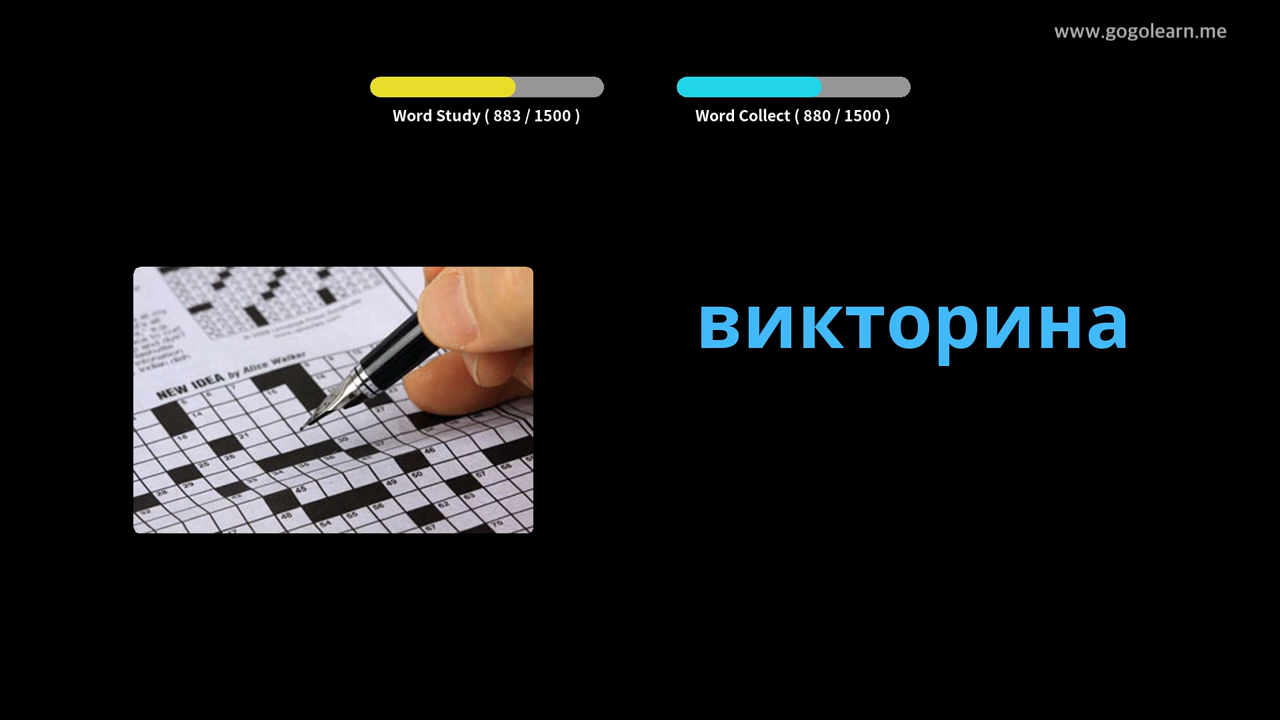 www.gogolearn.me
Word Study ( 883 / 1500 )
Word Collect ( 880 / 1500 )
викторина
NEW IDEA by Alice Walker